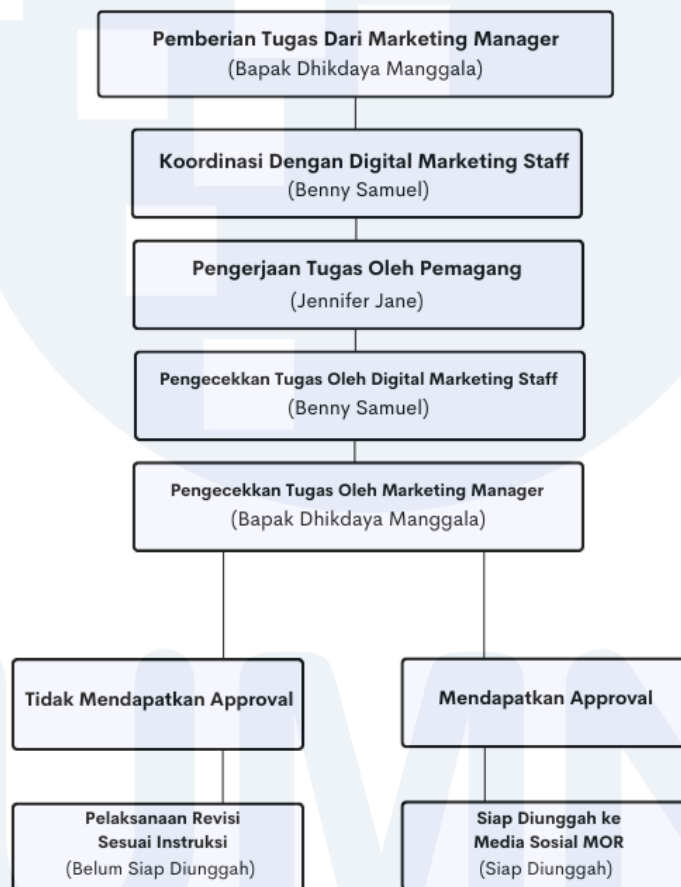 Pemberian Tugas Dari Marketing Manager
(Bapak Dhikdaya Manggala)
Koordinasi Dengan Digital Marketing Staff
(Benny Samuel)
Pengerjaan Tugas Oleh Pemagang
(Jennifer Jane)
Pengecekkan Tugas Oleh Digital Marketing Staff
(Benny Samuel)
Pengecekkan Tugas Oleh Marketing Manager
(Bapak Dhikdaya Manggala)
Tidak Mendapatkan Approval
Mendapatkan Approval
Pelaksanaan Revisi
Sesuai Instruksi
(Belum Siap Diunggah)
Siap Diunggah ke
Media Sosial MOR
(Siap Diunggah)
UMN